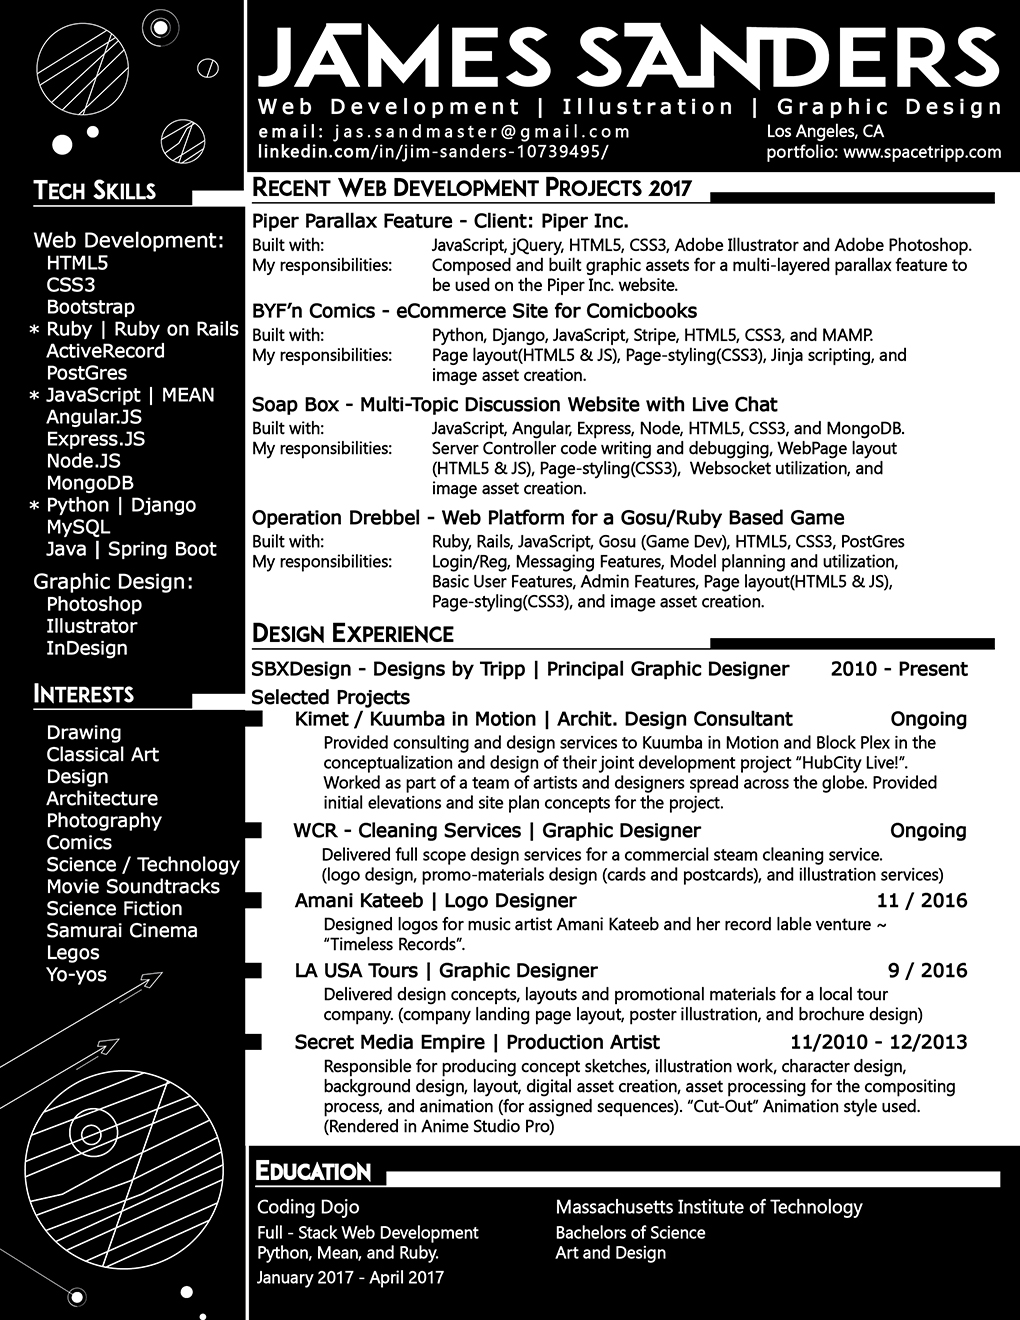 JAMES SANDERS
Web Development | Illustration | Graphic Design
email: jas.sandmaster@gmail.com
Los Angeles, CA
linkedin.com/in/jim-sanders-10739495/
portfolio: www.spacetripp.com
TECH SKILLS
Web Development:
HTML5
CSS3
Bootstrap
* Ruby | Ruby on Rails
ActiveRecord
PostGres
* JavaScript | MEAN
Angular.JS
Express.JS
Node.JS
MongoDB
* Python | Django
MySQL
Java | Spring Boot
Graphic Design:
Photoshop
Illustrator
InDesign
INTERESTS
Drawing
Classical Art
Design
Architecture
Photography
Comics
Science / Technology
Movie Soundtracks
Science Fiction
Samurai Cinema
Legos
Yo-yos
RECENT WEB DEVELOPMENT PROJECTS 2017
Piper Parallax Feature - Client: Piper Inc.
Built with: JavaScript, jQuery, HTML5, CSS3, Adobe Illustrator and Adobe Photoshop.
My responsibilities: Composed and built graphic assets for a multi-layered parallax feature to
be used on the Piper Inc. website.
BYF’n Comics - eCommerce Site for Comicbooks
Built with: Python, Django, JavaScript, Stripe, HTML5, CSS3, and MAMP.
My responsibilities: Page layout(HTML5 & JS), Page-styling(CSS3), Jinja scripting, and
image asset creation.
Soap Box - Multi-Topic Discussion Website with Live Chat
Built with: JavaScript, Angular, Express, Node, HTML5, CSS3, and MongoDB.
My responsibilities: Server Controller code writing and debugging, WebPage layout
(HTML5 & JS), Page-styling(CSS3), Websocket utilization, and
image asset creation.
Operation Drebbel - Web Platform for a Gosu/Ruby Based Game
Built with: Ruby, Rails, JavaScript, Gosu (Game Dev), HTML5, CSS3, PostGres
My responsibilities: Login/Reg, Messaging Features, Model planning and utilization,
Basic User Features, Admin Features, Page layout(HTML5 & JS),
Page-styling(CSS3), and image asset creation.
DESIGN EXPERIENCE
SBXDesign - Designs by Tripp | Principal Graphic Designer 2010 - Present
Selected Projects
Kimet / Kuumba in Motion | Archit. Design Consultant Ongoing
Provided consulting and design services to Kuumba in Motion and Block Plex in the
conceptualization and design of their joint development project “HubCity Live!”.
Worked as part of a team of artists and designers spread across the globe. Provided
initial elevations and site plan concepts for the project.
WCR - Cleaning Services | Graphic Designer Ongoing
Delivered full scope design services for a commercial steam cleaning service.
(logo design, promo-materials design (cards and postcards), and illustration services)
Amani Kateeb | Logo Designer 11 / 2016
Designed logos for music artist Amani Kateeb and her record lable venture ~
“Timeless Records”.
LA USA Tours | Graphic Designer 9 / 2016
Delivered design concepts, layouts and promotional materials for a local tour
company. (company landing page layout, poster illustration, and brochure design)
Secret Media Empire | Production Artist 11/2010 - 12/2013
Responsible for producing concept sketches, illustration work, character design,
background design, layout, digital asset creation, asset processing for the compositing
process, and animation (for assigned sequences). “Cut-Out” Animation style used.
(Rendered in Anime Studio Pro)
EDUCATION
Coding Dojo
Full - Stack Web Development
Python, Mean, and Ruby.
January 2017 - April 2017
Massachusetts Institute of Technology
Bachelors of Science
Art and Design